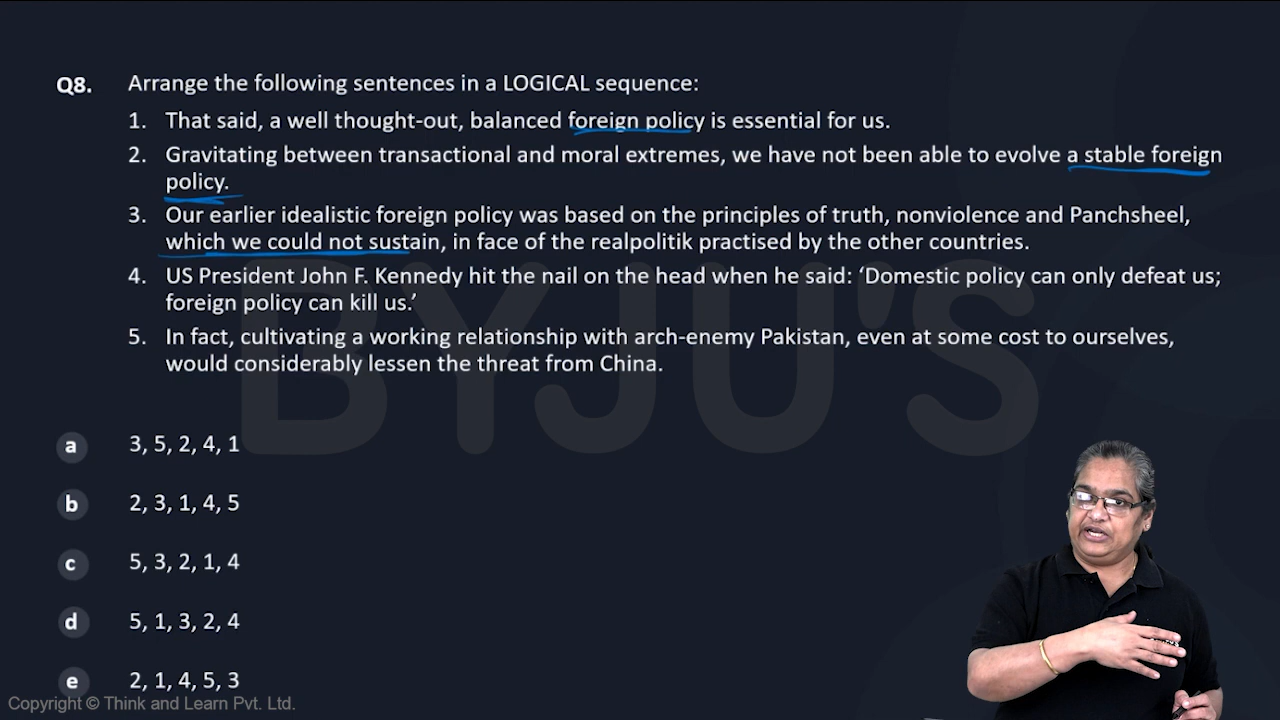 Q8. Arrange the following sentences in a LOGICAL sequence:
1. That said, a well thought-out, balanced foreign policy is essential for us.
2. Gravitating between transactional and moral extremes, we have not been able to evolve a stable foreign
policy.
3. Our earlier idealistic foreign policy was based on the principles of truth, nonviolence and Panchsheel,
which we could not sustain, in face of the realpolitik practised by the other countries.
4. US President John F. Kennedy hit the nail on the head when he said: ‘Domestic policy can only defeat us;
foreign policy can kill us.’
5. In fact, cultivating a working relationship with arch-enemy Pakistan, even at some cost to ourselves,
would considerably lessen the threat from China.
BYJU'S
a 3, 5, 2, 4, 1
b 2, 3, 1, 4, 5
c 5, 3, 2, 1, 4
d 5, 1, 3, 2, 4
e 2, 1, 4, 5, 3
Copyright © Think and Learn Pvt. Ltd.